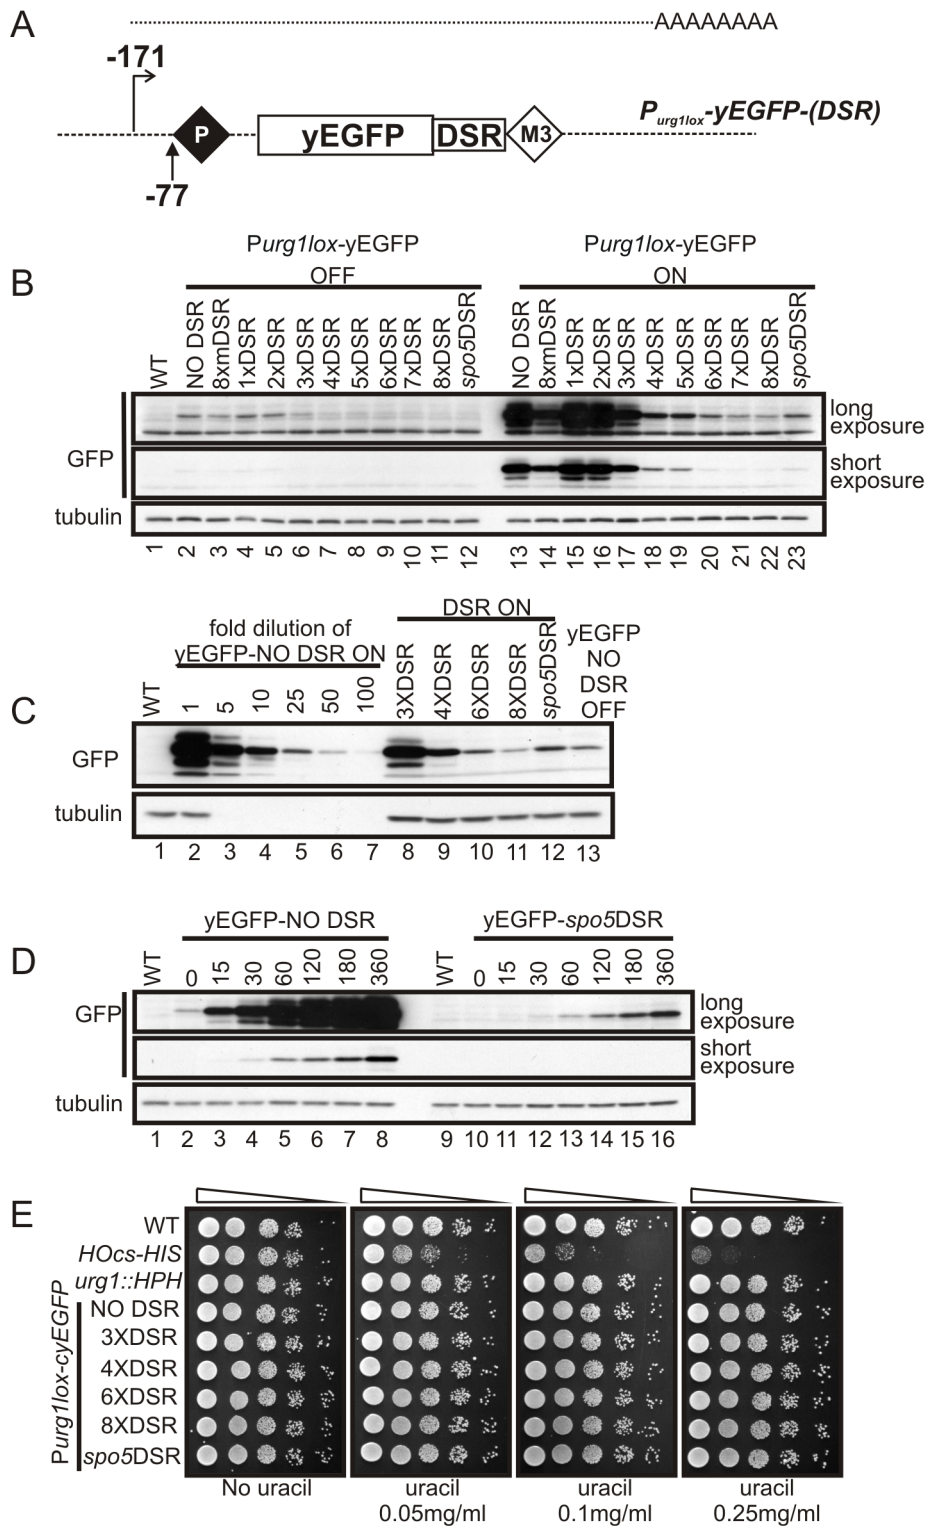 A
AAAAAAAA
-171
P
yEGFP
DSR
M3
Purg1lox-yEGFP-(DSR)
-77
B
Purg1lox-yEGFP
OFF
Purg1lox-yEGFP
ON
WT
NO DSR
8xmDSR
1xDSR
2xDSR
3xDSR
4xDSR
5xDSR
6xDSR
7xDSR
8xDSR
spo5DSR
NO DSR
8xmDSR
1xDSR
2xDSR
3xDSR
4xDSR
5xDSR
6xDSR
7xDSR
8xDSR
spo5DSR
GFP
long
exposure
short
exposure
tubulin
1 2 3 4 5 6 7 8 9 10 11 12 13 14 15 16 17 18 19 20 21 22 23
C
fold dilution of
yEGFP-NO DSR ON
DSR ON
yEGFP
NO
DSR
OFF
WT
1
5
10
25
50
100
3XDSR
4XDSR
6XDSR
8XDSR
spo5DSR
GFP
tubulin
1 2 3 4 5 6 7 8 9 10 11 12 13
D
yEGFP-NO DSR
yEGFP-spo5DSR
WT
0
15
30
60
120
180
360
WT
0
15
30
60
120
180
360
GFP
long
exposure
short
exposure
tubulin
1 2 3 4 5 6 7 8 9 10 11 12 13 14 15 16
E
WT
HOcs-HIS
urg1::HPH
Purg1lox-cyEGFP
NO DSR
3XDSR
4XDSR
6XDSR
8XDSR
spo5DSR
No uracil
uracil
0.05mg/ml
uracil
0.1mg/ml
uracil
0.25mg/ml